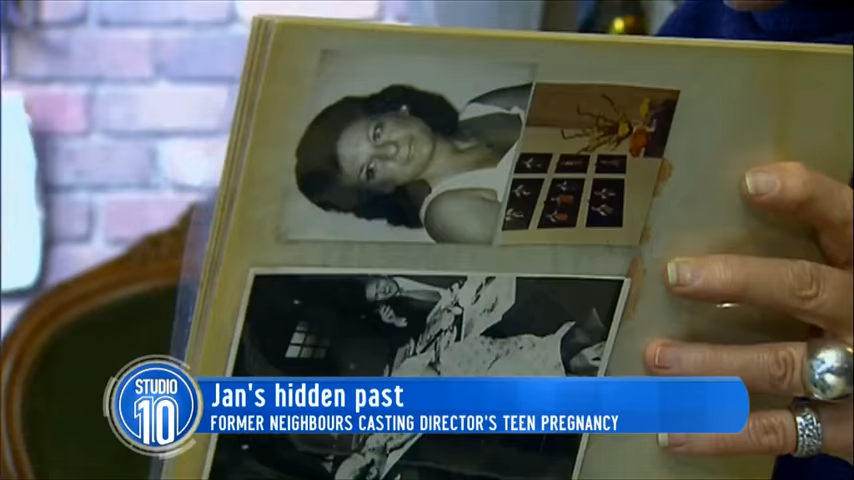 STUDIO
10
Jan's hidden past
FORMER NEIGHBOURS CASTING DIRECTOR'S TEEN PREGNANCY